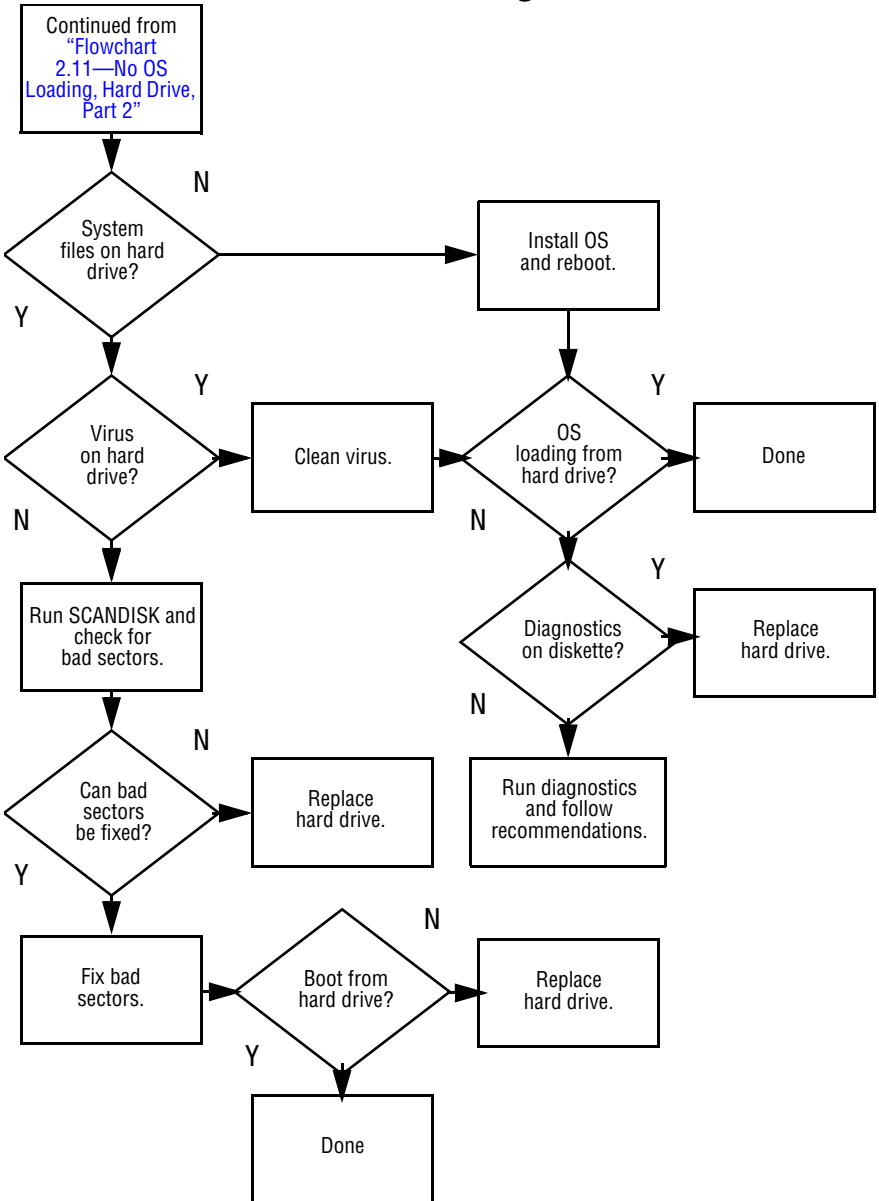 Continued from
“Flowchart
2.11—No OS
Loading, Hard Drive,
Part 2”
N
System
files on hard
drive?
Install OS
and reboot.
Y
Y
Y
Virus
on hard
drive?
Clean virus.
OS
loading from
hard drive?
Done
N
N
Y
Run SCANDISK and
check for
bad sectors.
Diagnostics
on diskette?
Replace
hard drive.
N
N
Can bad
sectors
be fixed?
Replace
hard drive.
Run diagnostics
and follow
recommendations.
Y
N
Fix bad
sectors.
Boot from
hard drive?
Replace
hard drive.
Y
Done